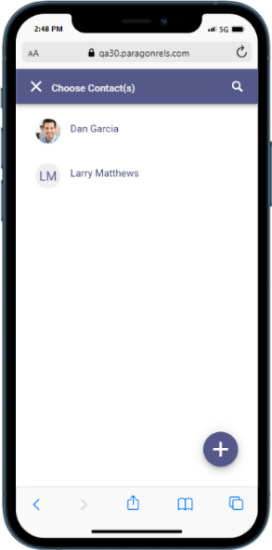 2:48 PM
5G
AA
qa30.paragonrels.com
Choose Contact(s)
Dan Garcia
LM
Larry Matthews